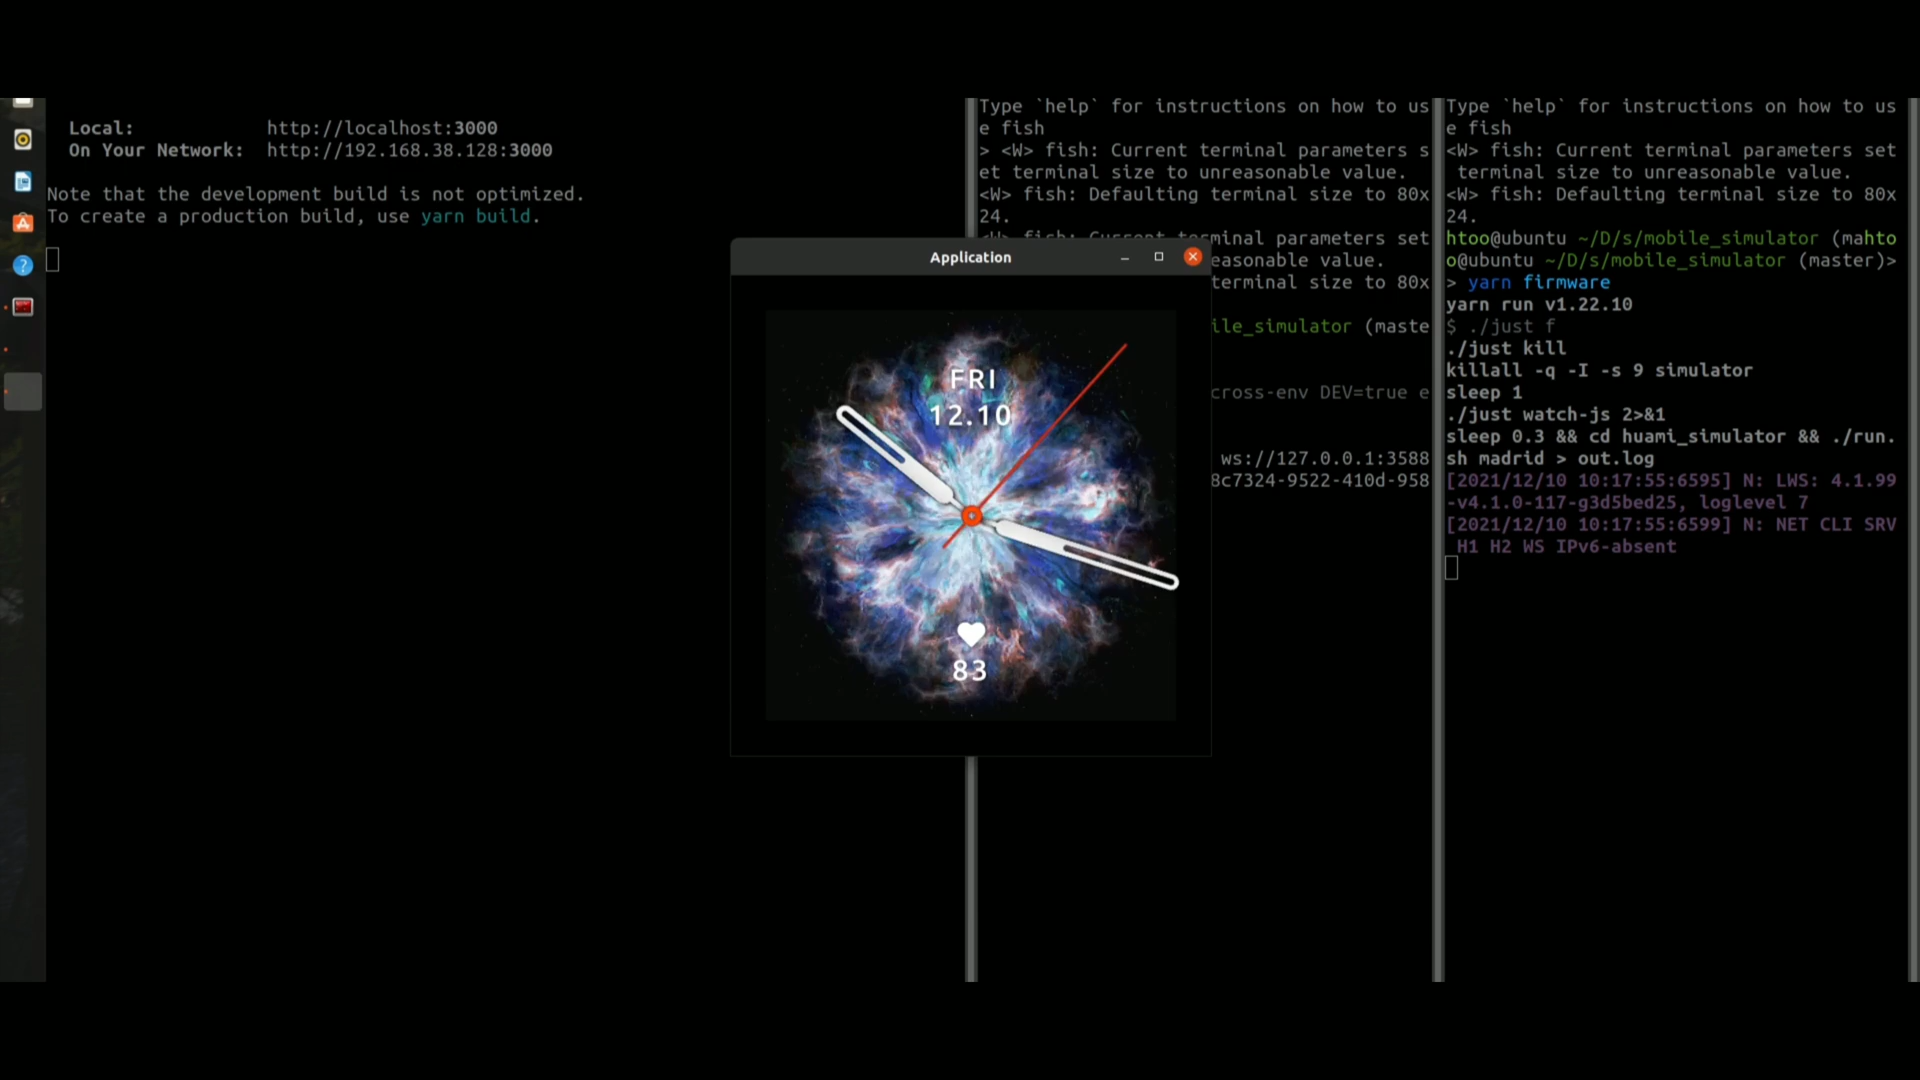 Local: http://localhost:3000
On Your Network: http://192.168.38.128:3000
Note that the development build is not optimized.
To create a production build, use yarn build.
Type `help` for instructions on how to us
e fish
> <W> fish: Current terminal parameters s
et terminal size to unreasonable value.
<W> fish: Defaulting terminal size to 80x
24.
<W> fish: Current terminal parameters set
easonable value.
terminal size to 80x
ile_simulator (maste
cross-env DEV=true e
ws://127.0.0.1:3588
8c7324-9522-410d-958
Application
FRI
12.10
83
Type `help` for instructions on how to us
e fish
<W> fish: Current terminal parameters set
terminal size to unreasonable value.
<W> fish: Defaulting terminal size to 80x
24.
htoo@ubuntu ~/D/s/mobile_simulator (mahto
o@ubuntu ~/D/s/mobile_simulator (master)>
> yarn firmware
yarn run v1.22.10
$ ./just f
./just kill
killall -q -I -s 9 simulator
sleep 1
./just watch-js 2>&1
sleep 0.3 && cd huami_simulator && ./run.
sh madrid > out.log
[2021/12/10 10:17:55:6595] N: LWS: 4.1.99
-v4.1.0-117-g3d5bed25, loglevel 7
[2021/12/10 10:17:55:6599] N: NET CLI SRV
H1 H2 WS IPv6-absent